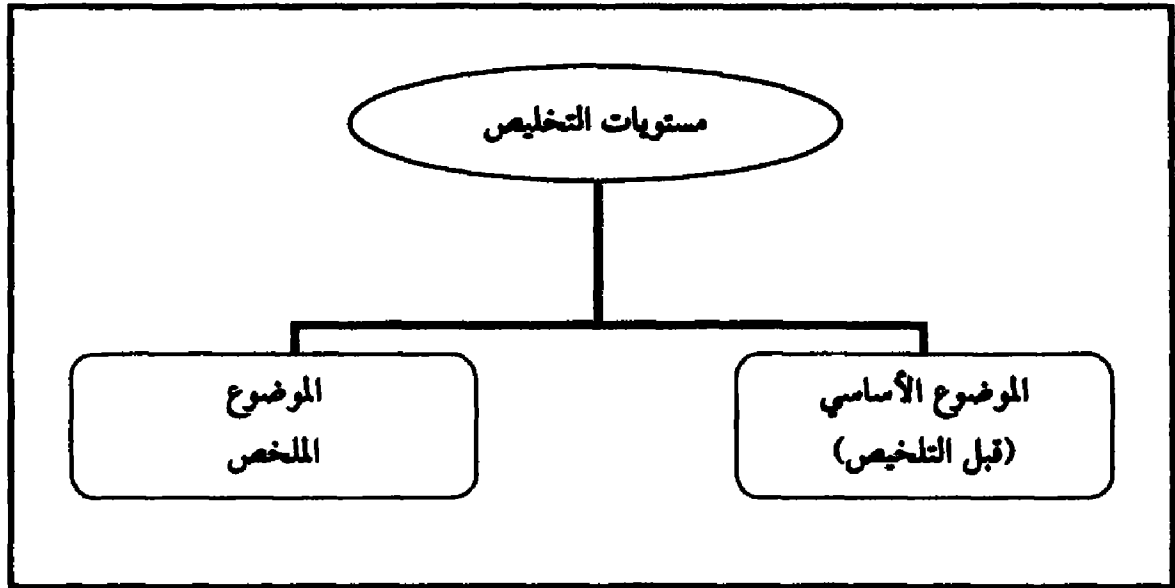 مستويات التخليص
الموضوع الأساسي
(قبل التلخيص)
الموضوع
الملخص